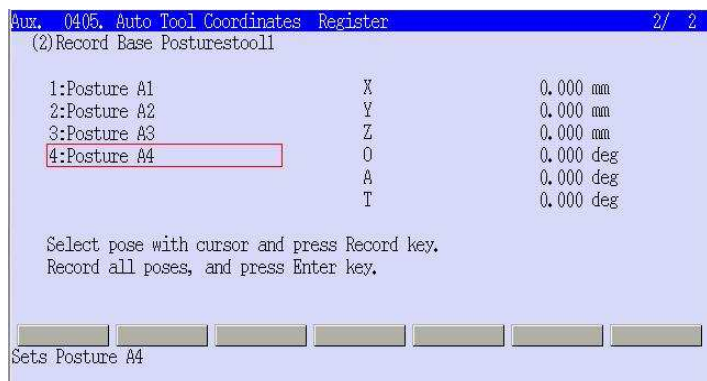 Aux. 0405. Auto Tool Coordinates Register 2/ 2
(2)Record Base Posturestool1
1:Posture A1 X 0.000 mm
2:Posture A2 Y 0.000 mm
3:Posture A3 Z 0.000 mm
4:Posture A4 O 0.000 deg
A 0.000 deg
T 0.000 deg
Select pose with cursor and press Record key.
Record all poses, and press Enter key.
Sets Posture A4